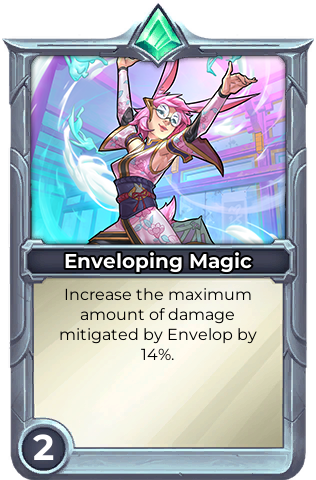 Enveloping Magic
Increase the maximum
amount of damage
mitigated by Envelop by
14%.
2